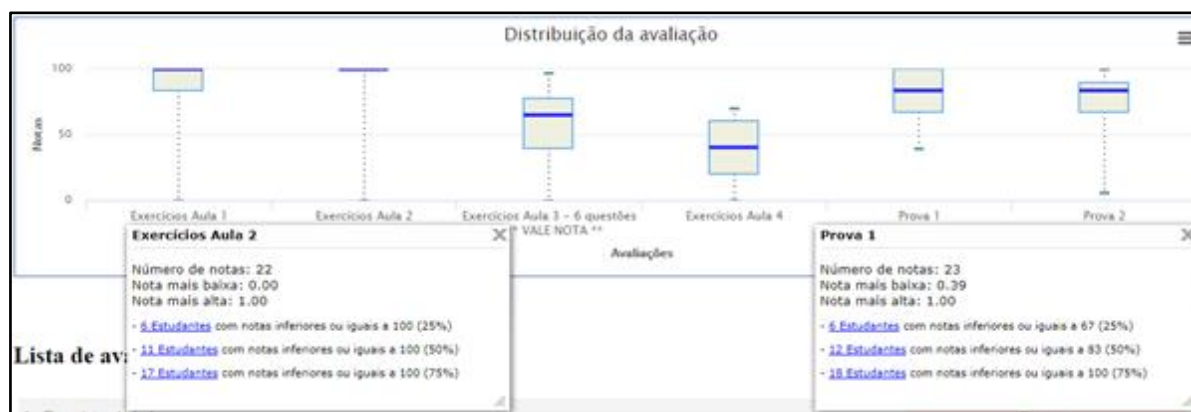 Distribuição da avaliação
100
50
0
Notas
Exercícios Aula 1
Exercícios Aula 2
Exercícios Aula 3 - 6 questões
* VALE NOTA **
Exercícios Aula 4
Prova 1
Prova 2
Avaliações
Exercícios Aula 2
Número de notas: 22
Nota mais baixa: 0.00
Nota mais alta: 1.00
- 6 Estudantes com notas inferiores ou iguais a 100 (25%)
- 11 Estudantes com notas inferiores ou iguais a 100 (50%)
- 17 Estudantes com notas inferiores ou iguais a 100 (75%)
Prova 1
Número de notas: 23
Nota mais baixa: 0.39
Nota mais alta: 1.00
- 6 Estudantes com notas inferiores ou iguais a 67 (25%)
- 12 Estudantes com notas inferiores ou iguais a 83 (50%)
- 18 Estudantes com notas inferiores ou iguais a 100 (75%)
Lista de av